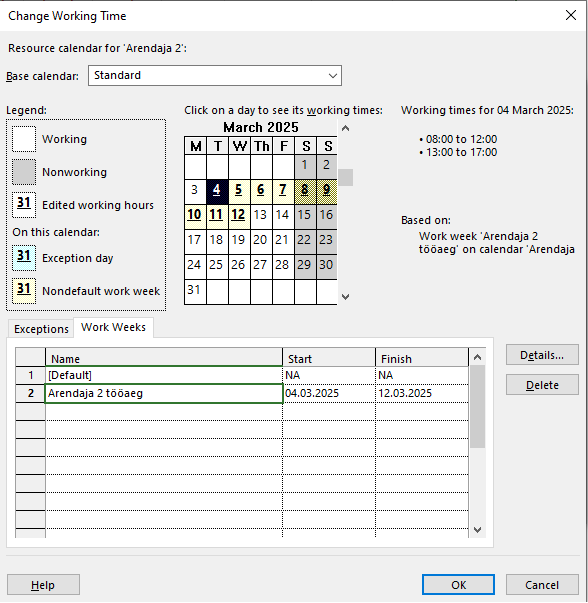 Change Working Time
Resource calendar for 'Arendaja 2':
Base calendar: Standard
Legend:
Working
Nonworking
31 Edited working hours
On this calendar:
31 Exception day
31 Nondefault work week
Click on a day to see its working times:
March 2025
M T W Th F S S
1 2
3 4 5 6 7 8 9
10 11 12 13 14 15 16
17 18 19 20 21 22 23
24 25 26 27 28 29 30
31
Working times for 04 March 2025:
• 08:00 to 12:00
• 13:00 to 17:00
Based on:
Work week 'Arendaja 2
tööaeg' on calendar 'Arendaja
Exceptions Work Weeks
Name Start Finish
1 [Default] NA NA
2 Arendaja 2 tööaeg 04.03.2025 12.03.2025
Details...
Delete
Help OK Cancel